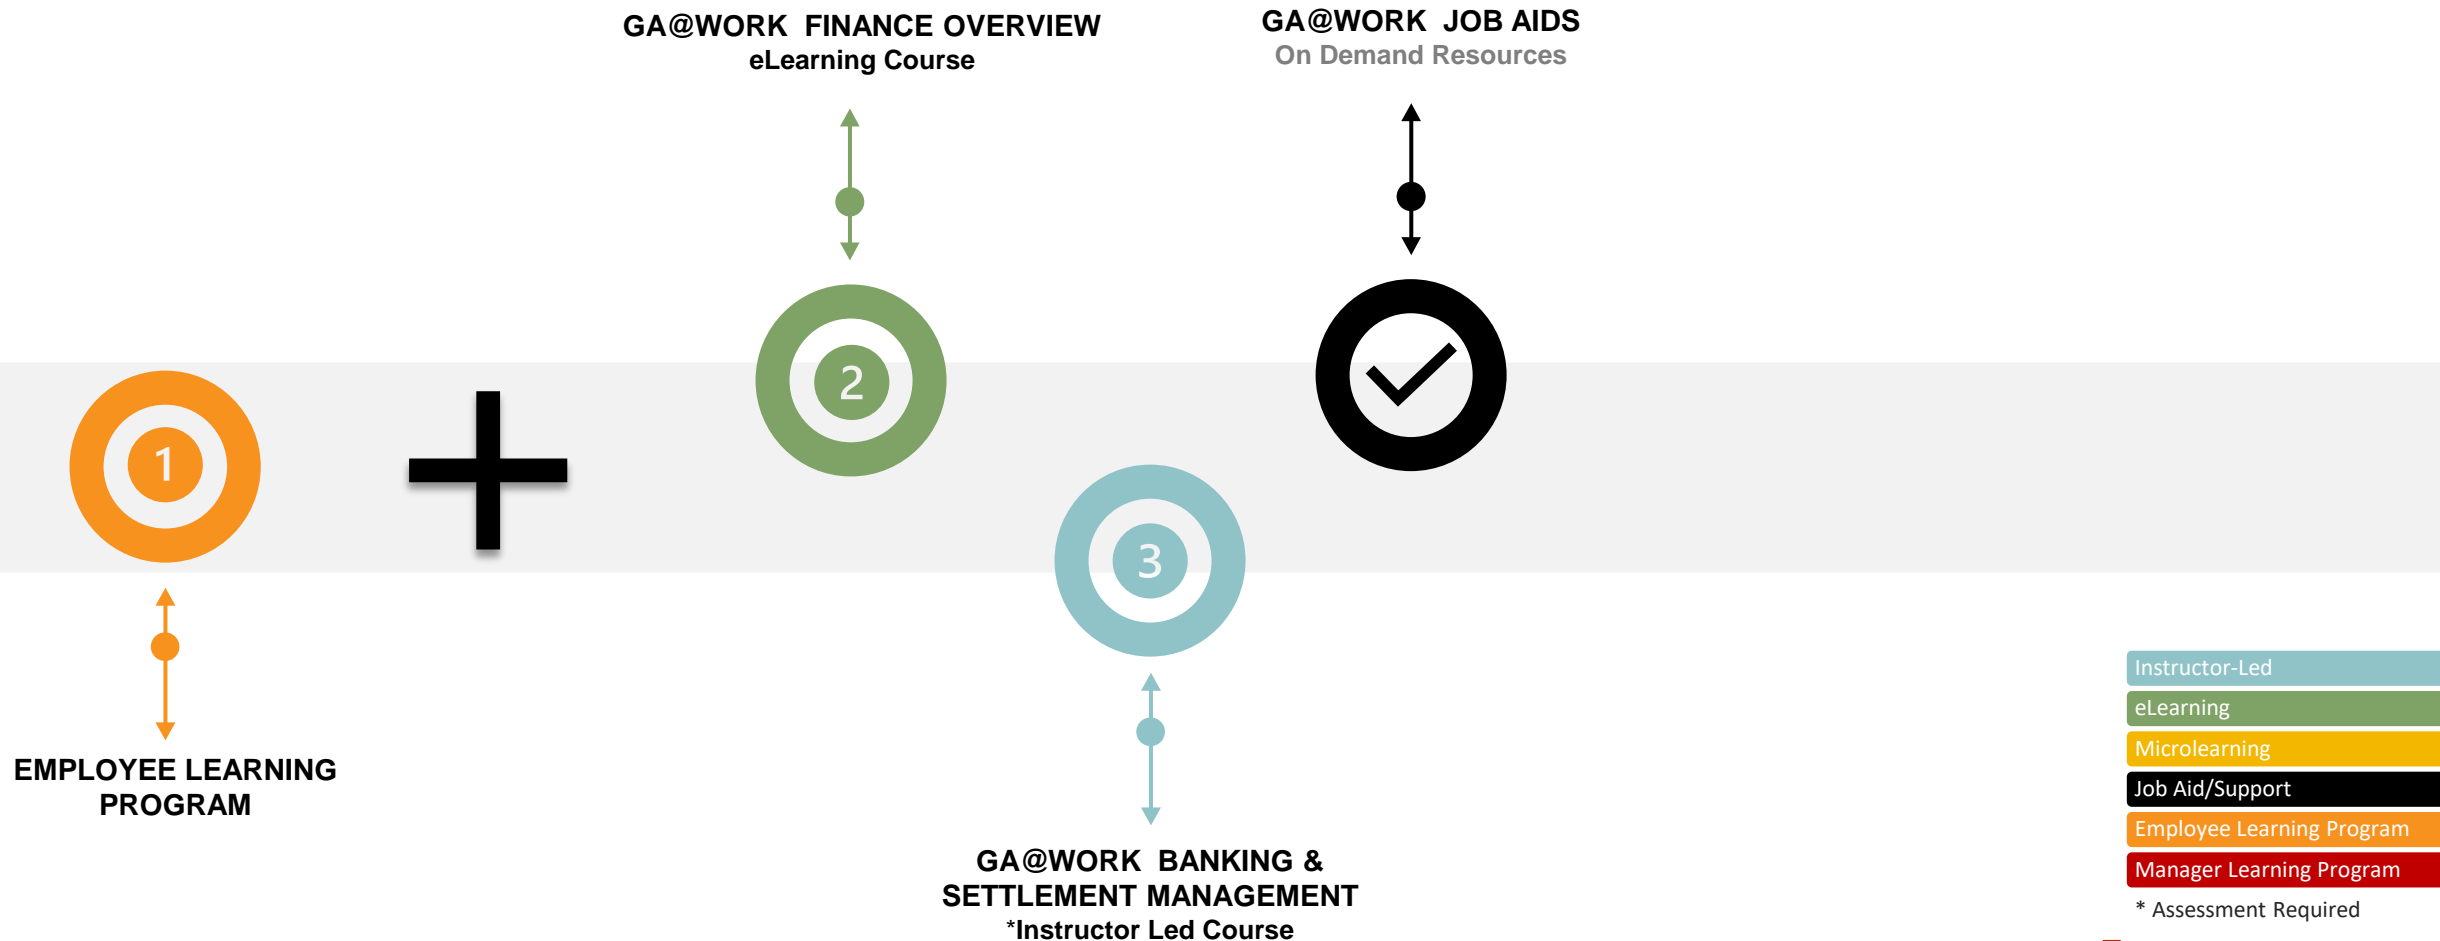 GA@WORK FINANCE OVERVIEW
eLearning Course
GA@WORK JOB AIDS
On Demand Resources
1
2
3
EMPLOYEE LEARNING
PROGRAM
GA@WORK BANKING &
SETTLEMENT MANAGEMENT
*Instructor Led Course
Instructor-Led
eLearning
Microlearning
Job Aid/Support
Employee Learning Program
Manager Learning Program
* Assessment Required